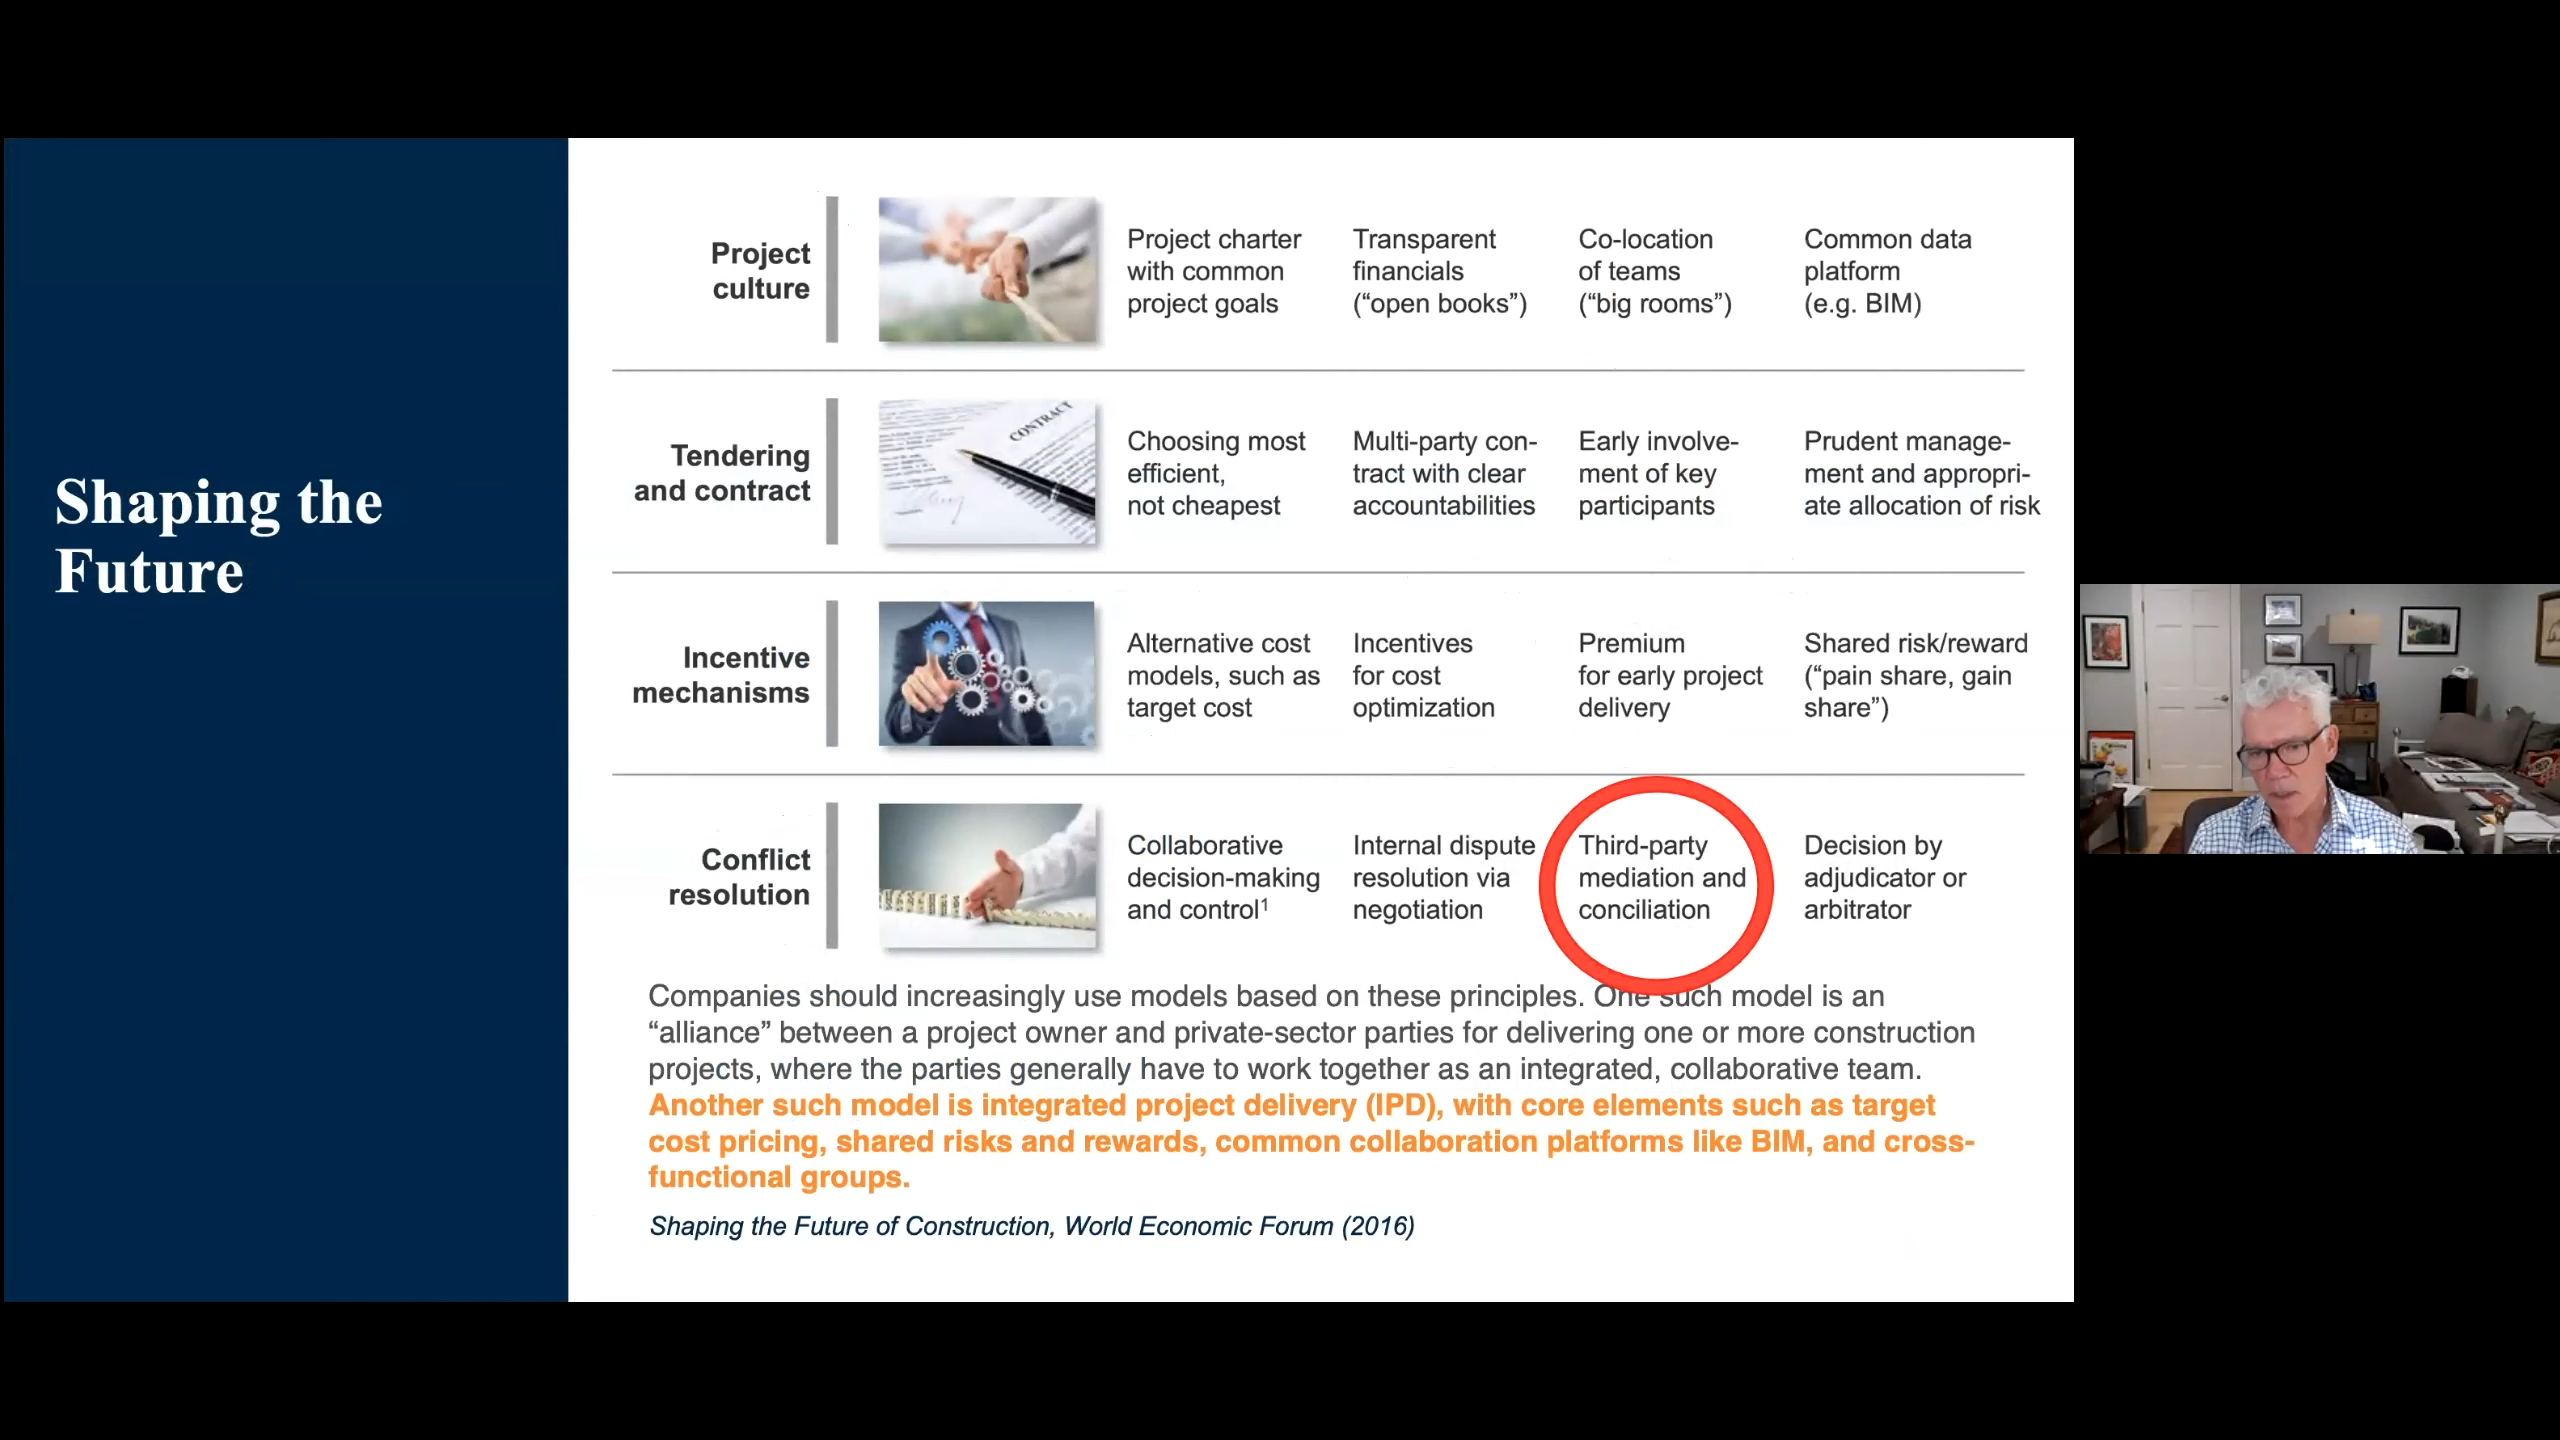 Shaping the
Future
Project
culture
Project charter
with common
project goals
Transparent
financials
(“open books”)
Co-location
of teams
(“big rooms”)
Common data
platform
(e.g. BIM)
Tendering
and contract
CONTRACT
Choosing most
efficient,
not cheapest
Multi-party con-
tract with clear
accountabilities
Early involve-
ment of key
participants
Prudent manage-
ment and appropri-
ate allocation of risk
Incentive
mechanisms
Alternative cost
models, such as
target cost
Incentives
for cost
optimization
Premium
for early project
delivery
Shared risk/reward
(“pain share, gain
share”)
Conflict
resolution
Collaborative
decision-making
and control¹
Internal dispute
resolution via
negotiation
Third-party
mediation and
conciliation
Decision by
adjudicator or
arbitrator
Companies should increasingly use models based on these principles. One such model is an
“alliance” between a project owner and private-sector parties for delivering one or more construction
projects, where the parties generally have to work together as an integrated, collaborative team.
Another such model is integrated project delivery (IPD), with core elements such as target
cost pricing, shared risks and rewards, common collaboration platforms like BIM, and cross-
functional groups.
Shaping the Future of Construction, World Economic Forum (2016)